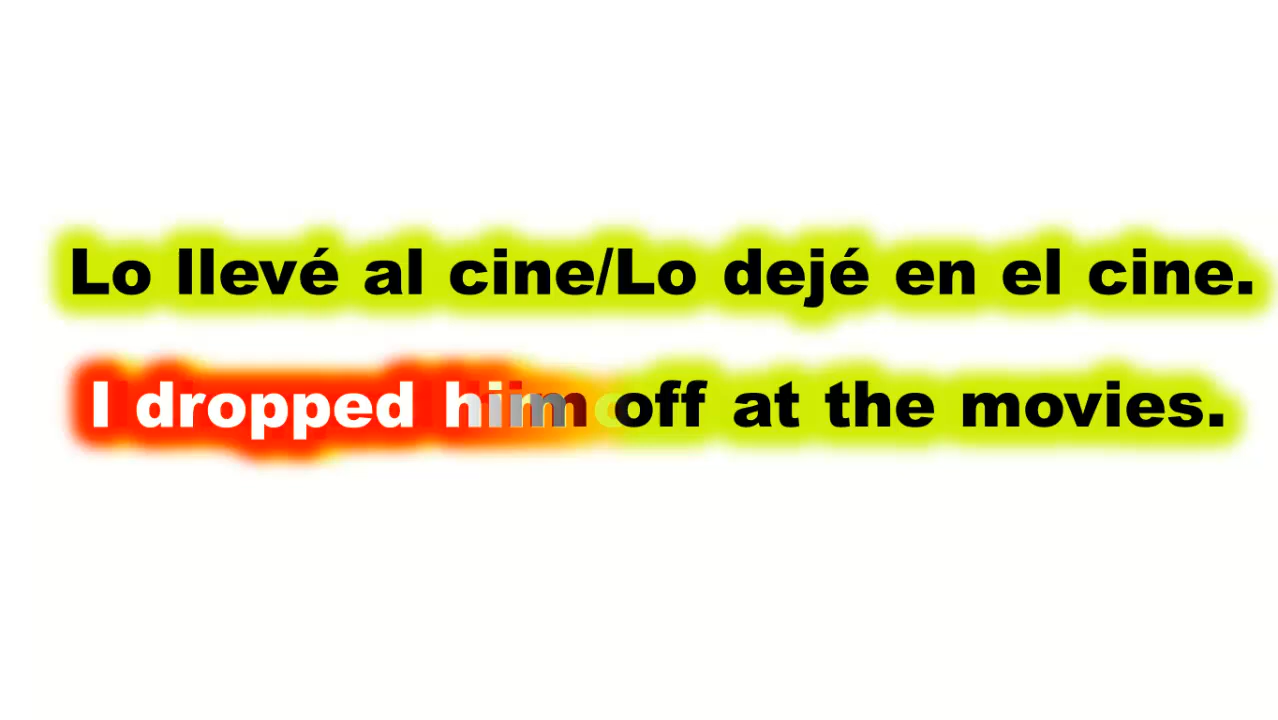 Lo llevé al cine/Lo dejé en el cine.
I dropped him off at the movies.